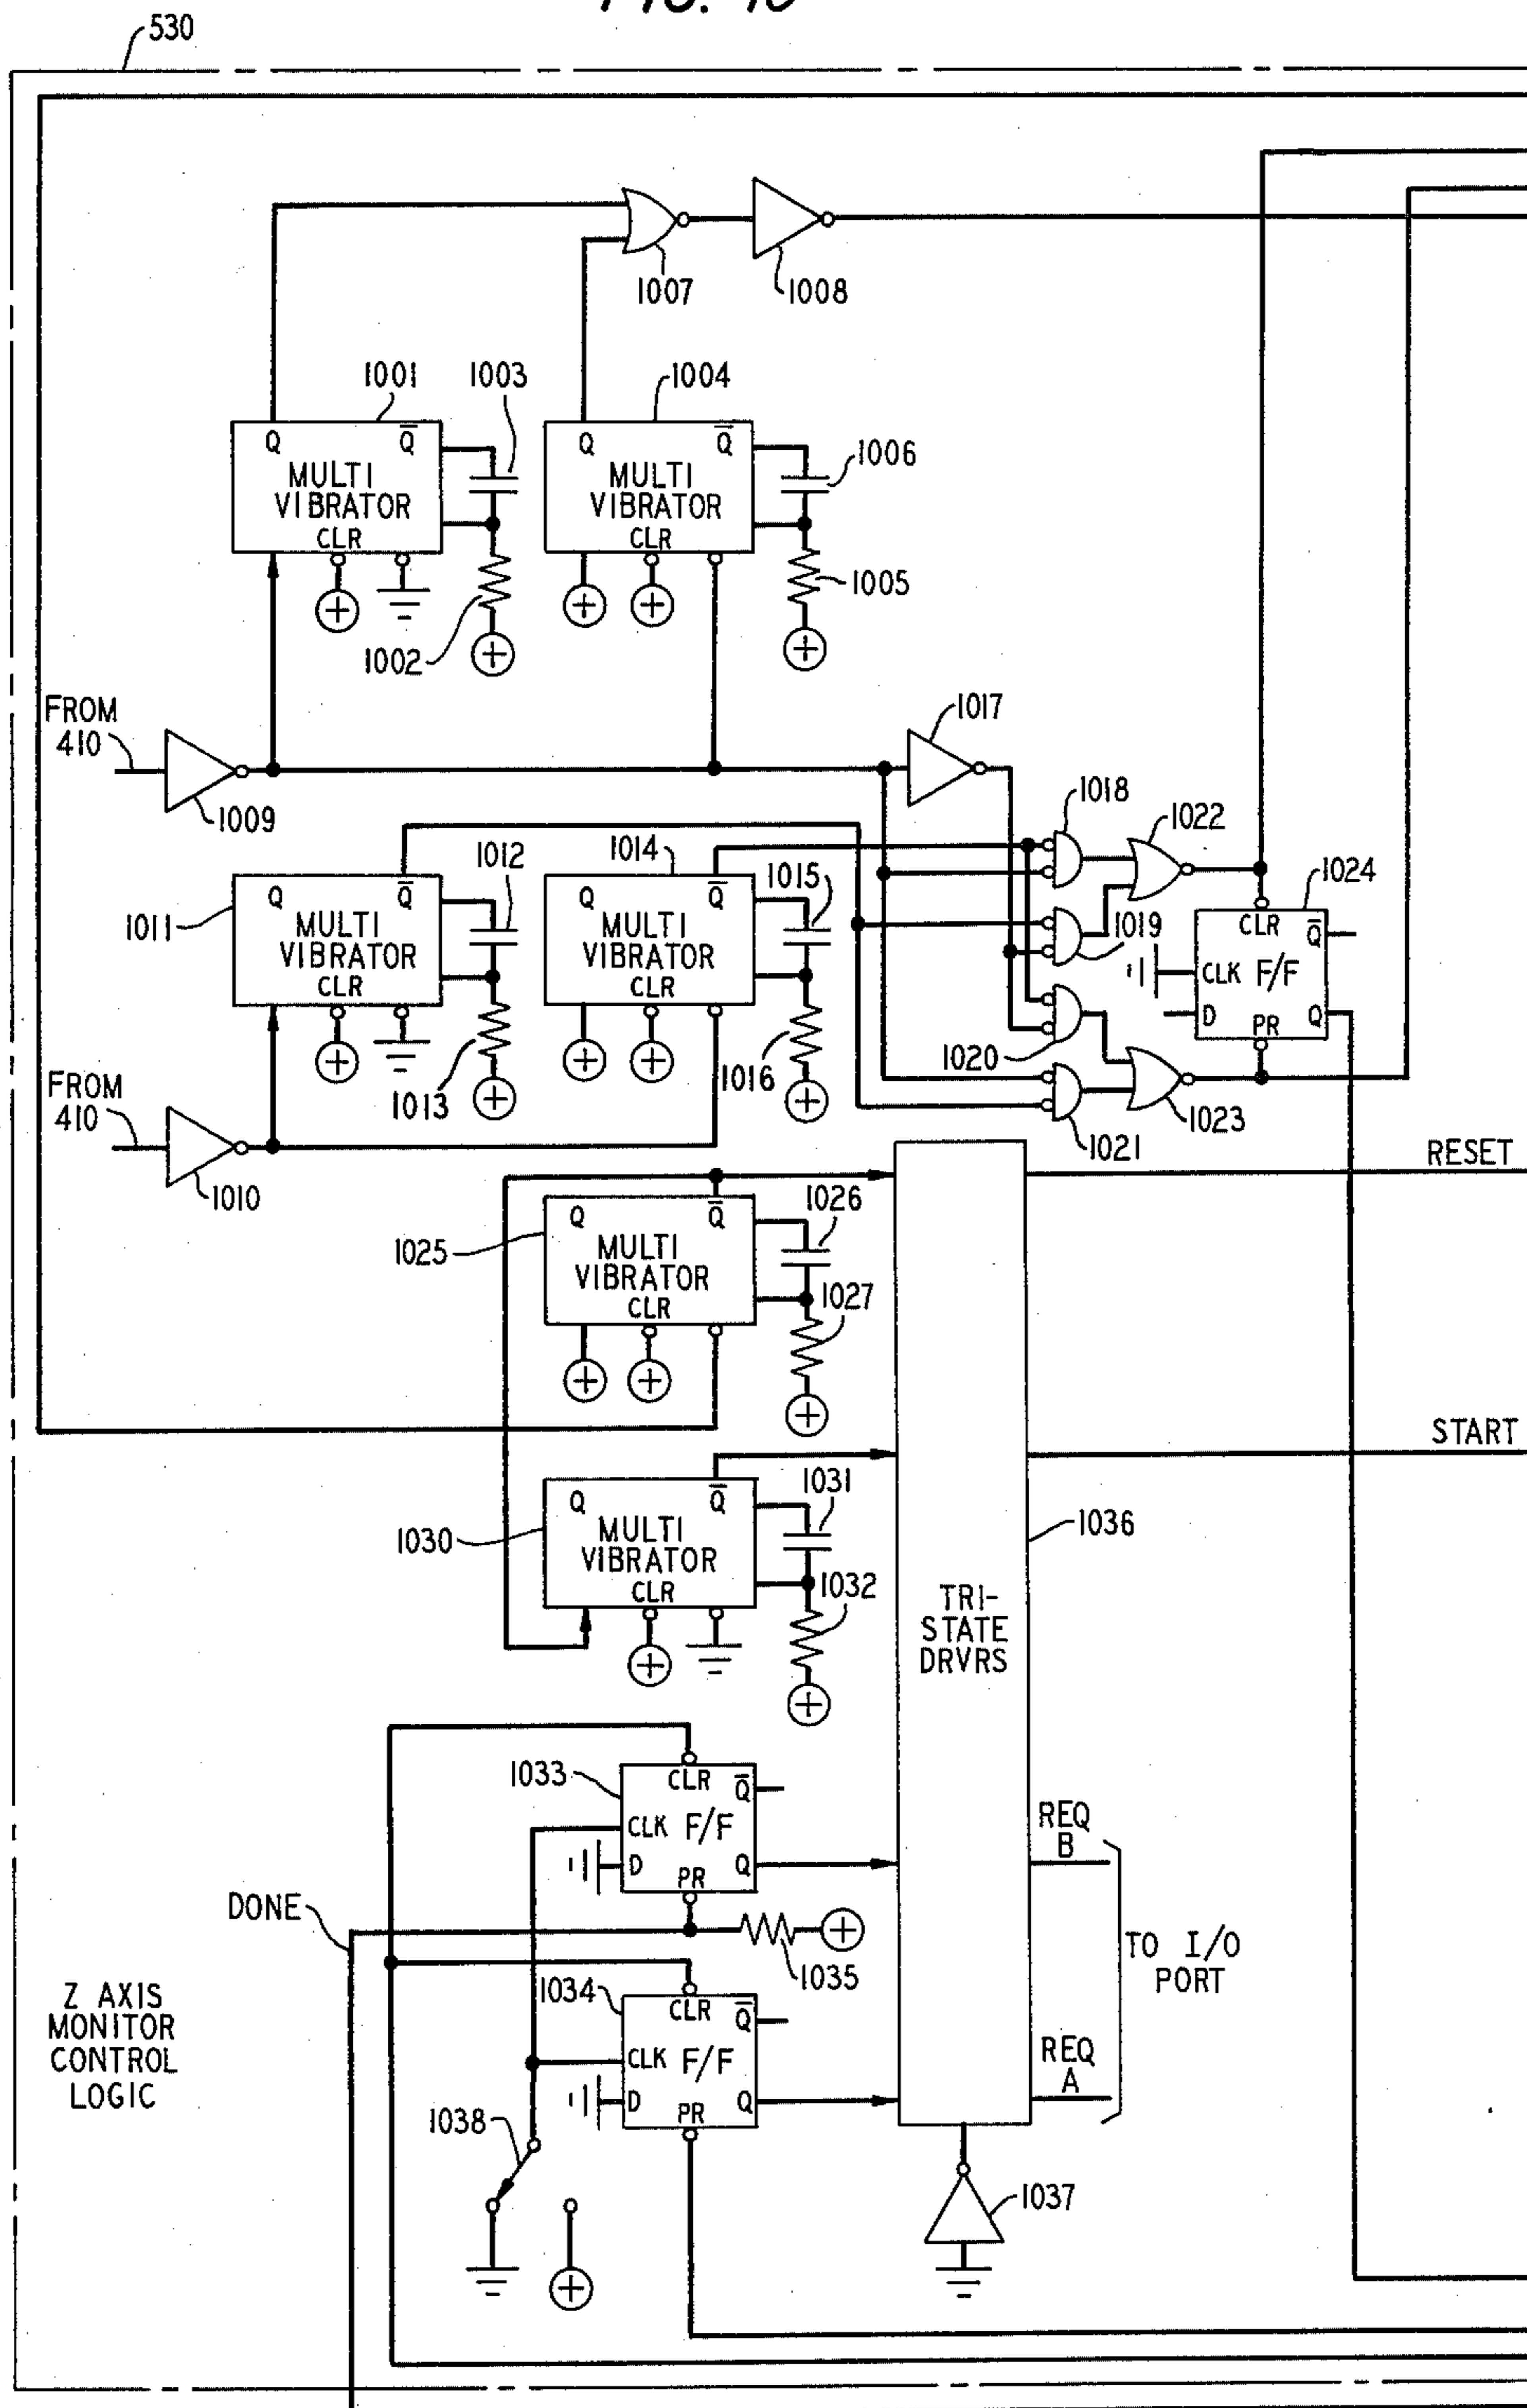 FIG. 10
530
1007
1008
1001
1003
1004
Q Q̅
MULTI
VIBRATOR
CLR
1002
Q Q̅
MULTI
VIBRATOR
CLR
1006
1005
FROM
410
1009
1017
1018
1022
1011
1012
1014
1015
1019
1024
Q Q̅
MULTI
VIBRATOR
CLR
Q Q̅
MULTI
VIBRATOR
CLR
CLR
Q̅
CLK F/F
D
PR
Q
1013
1016
1020
1021
1023
FROM
410
1010
RESET
1025
1026
Q Q̅
MULTI
VIBRATOR
CLR
1027
START
1030
1031
Q Q̅
MULTI
VIBRATOR
CLR
1032
1036
TRI-
STATE
DRVRS
1033
CLR
Q̅
CLK F/F
D
PR
Q
REQ
B
DONE
1035
TO I/O
PORT
1034
CLR
Q̅
CLK F/F
D
PR
Q
REQ
A
Z AXIS
MONITOR
CONTROL
LOGIC
1038
1037